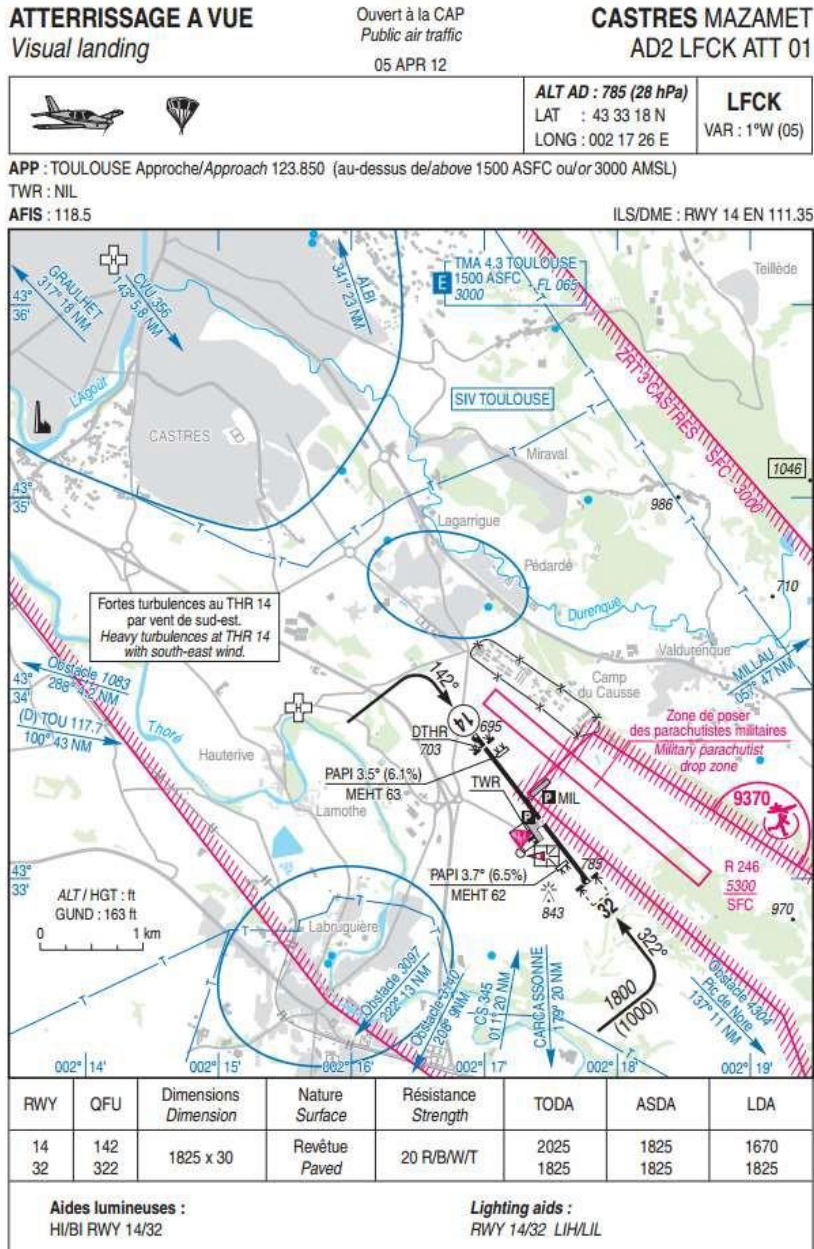 ATTERRISSAGE A VUE
Visual landing
Ouvert à la CAP
Public air traffic
05 APR 12
CASTRES MAZAMET
AD2 LFCK ATT 01
ALT AD : 785 (28 hPa)
LAT : 43 33 18 N
LONG : 002 17 26 E
LFCK
VAR : 1°W (05)
APP : TOULOUSE Approche/Approach 123.850 (au-dessus de/above 1500 ASFC ou/or 3000 AMSL)
TWR : NIL
AFIS : 118.5
ILS/DME : RWY 14 EN 111.35
GRAULHET
317° 18 NM
CVU 356
143° 5.8 NM
ALBI
341° 23 NM
E
TMA 4.3 TOULOUSE
1500 ASFC - FL 065
3000
Teillède
43°
36'
L'Agoût
CASTRES
SIV TOULOUSE
ZRT 3 CASTRES SFC 3000
Miraval
1046
986
43°
35'
Lagarrigue
Pédardé
710
Durenque
Valdurenque
Fortes turbulences au THR 14
par vent de sud-est.
Heavy turbulences at THR 14
with south-east wind.
MILLAU
057° 47 NM
Obstacle 1083
288° 4.2 NM
43°
34'
(D) TOU 117.7
100° 43 NM
Thoré
Hauterive
142°
14
695
DTHR
703
Camp
du Causse
Zone de poser
des parachutistes militaires
Military parachutist
drop zone
PAPI 3.5° (6.1%)
MEHT 63
Lamothe
TWR
P
P MIL
9370
43°
33'
PAPI 3.7° (6.5%)
MEHT 62
785
843
32
R 246
5300
SFC
970
ALT / HGT : ft
GUND : 163 ft
0 1 km
Labruguière
322°
1800
(1000)
Obstacle 3097
222° 13 NM
Obstacle 3240
208° 9NM
CS 345
011° 20 NM
CARCASSONNE
179° 20 NM
Obstacle 4304
Pic de Nore
137° 11 NM
002° 14' 002° 15' 002° 16' 002° 17' 002° 18' 002° 19'
RWY QFU Dimensions Nature Résistance TODA ASDA LDA
Dimension Surface Strength
14 142 1825 x 30 Revêtue 20 R/B/W/T 2025 1825 1670
32 322 Paved 1825 1825 1825
Aides lumineuses :
HI/BI RWY 14/32
Lighting aids :
RWY 14/32 LIH/LIL